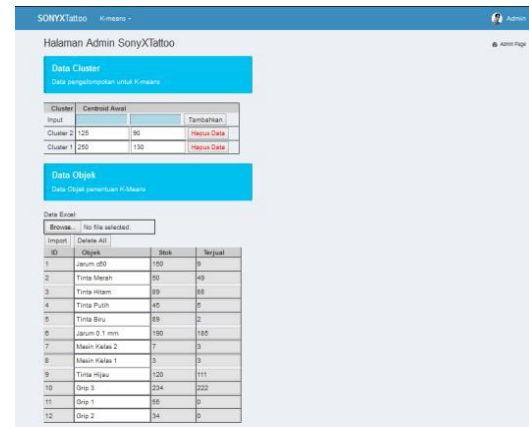 SONYXTattoo K-means
Admin
Halaman Admin SonyXTattoo
Admin Page
Data Cluster
Data pengelompokan untuk K-means
Cluster Centroid Awal
Input Tambahkan
Cluster 2 125 90 Hapus Data
Cluster 1 250 130 Hapus Data
Data Objek
Data Objek penentuan K-Means
Data Excel:
Browse... No file selected.
Import Delete All
ID Objek Stok Terjual
1 Jarum d50 150 9
2 Tinta Merah 50 49
3 Tinta Hitam 89 88
4 Tinta Putih 45 5
5 Tinta Biru 69 2
6 Jarum 0.1 mm 190 185
7 Mesin Kelas 2 7 3
8 Mesin Kelas 1 3 3
9 Tinta Hijau 120 111
10 Grip 3 234 222
11 Grip 1 55 0
12 Grip 2 34 0